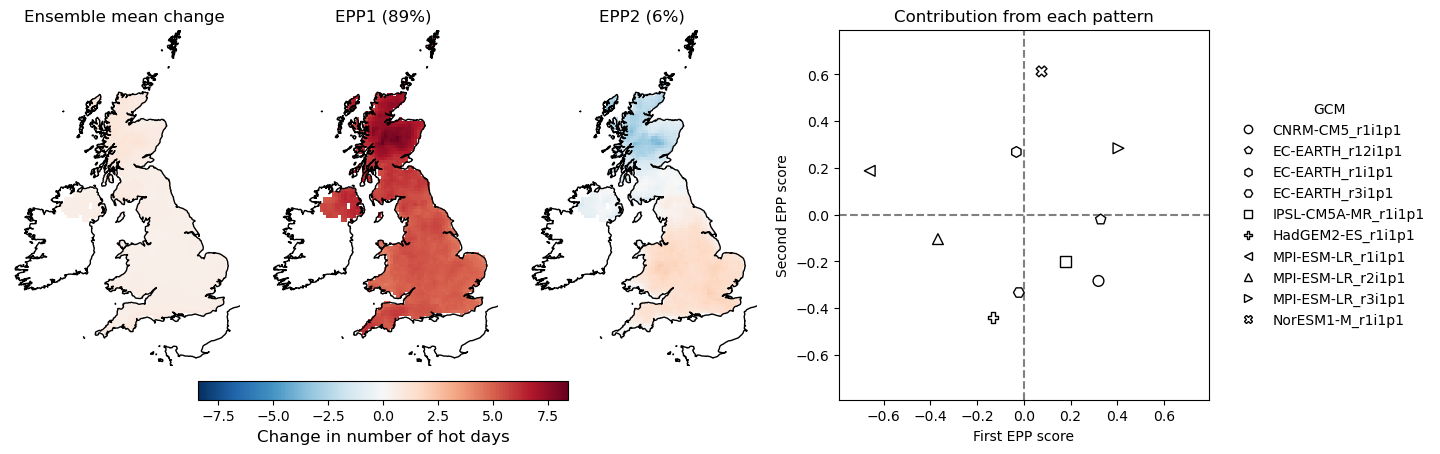 Ensemble mean change
EPP1 (89%)
EPP2 (6%)
Contribution from each pattern
−7.5 −5.0 −2.5 0.0 2.5 5.0 7.5
Change in number of hot days
Second EPP score
0.6
0.4
0.2
0.0
−0.2
−0.4
−0.6
−0.6 −0.4 −0.2 0.0 0.2 0.4 0.6
First EPP score
GCM
CNRM-CM5_r1i1p1
EC-EARTH_r12i1p1
EC-EARTH_r1i1p1
EC-EARTH_r3i1p1
IPSL-CM5A-MR_r1i1p1
HadGEM2-ES_r1i1p1
MPI-ESM-LR_r1i1p1
MPI-ESM-LR_r2i1p1
MPI-ESM-LR_r3i1p1
NorESM1-M_r1i1p1